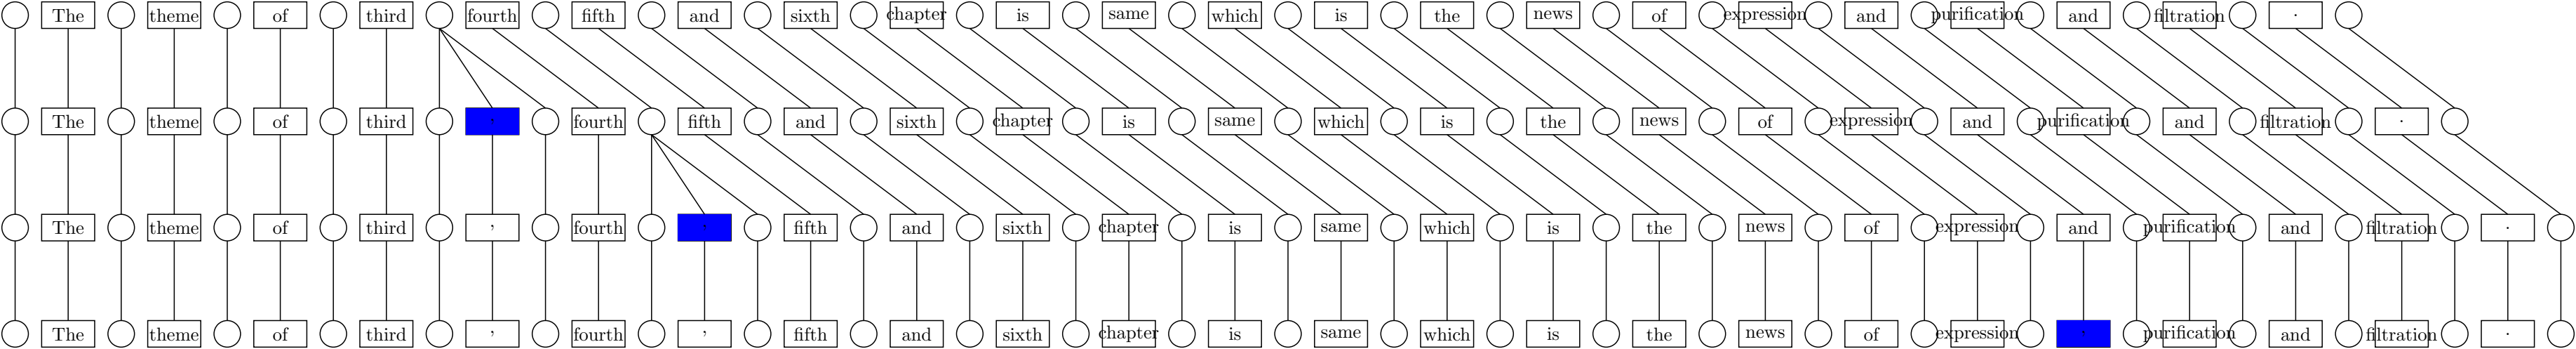 The theme of third fourth fifth and sixth chapter is same which is the news of expression and purification and filtration .
The theme of third , fourth fifth and sixth chapter is same which is the news of expression and purification and filtration .
The theme of third , fourth , fifth and sixth chapter is same which is the news of expression and purification and filtration .
The theme of third , fourth , fifth and sixth chapter is same which is the news of expression , purification and filtration .